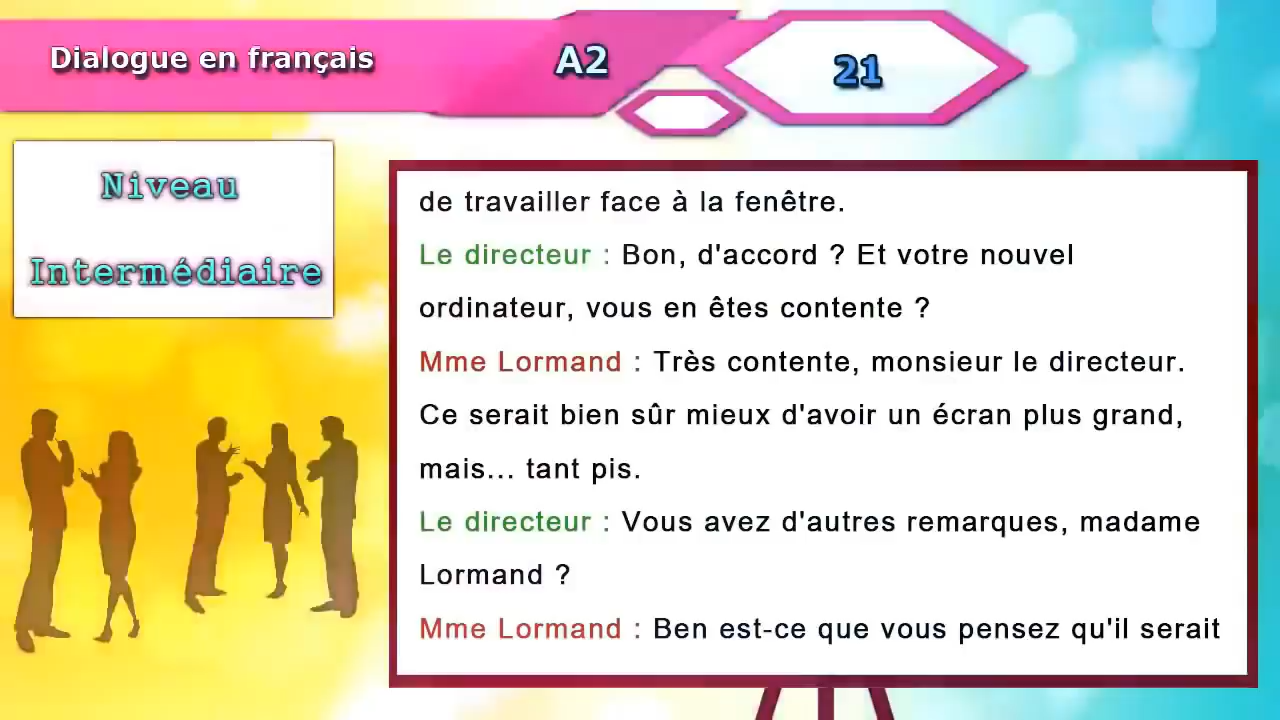 Dialogue en français
A2
21
Niveau
Intermédiaire
de travailler face à la fenêtre.
Le directeur : Bon, d'accord ? Et votre nouvel
ordinateur, vous en êtes contente ?
Mme Lormand : Très contente, monsieur le directeur.
Ce serait bien sûr mieux d'avoir un écran plus grand,
mais... tant pis.
Le directeur : Vous avez d'autres remarques, madame
Lormand ?
Mme Lormand : Ben est-ce que vous pensez qu'il serait